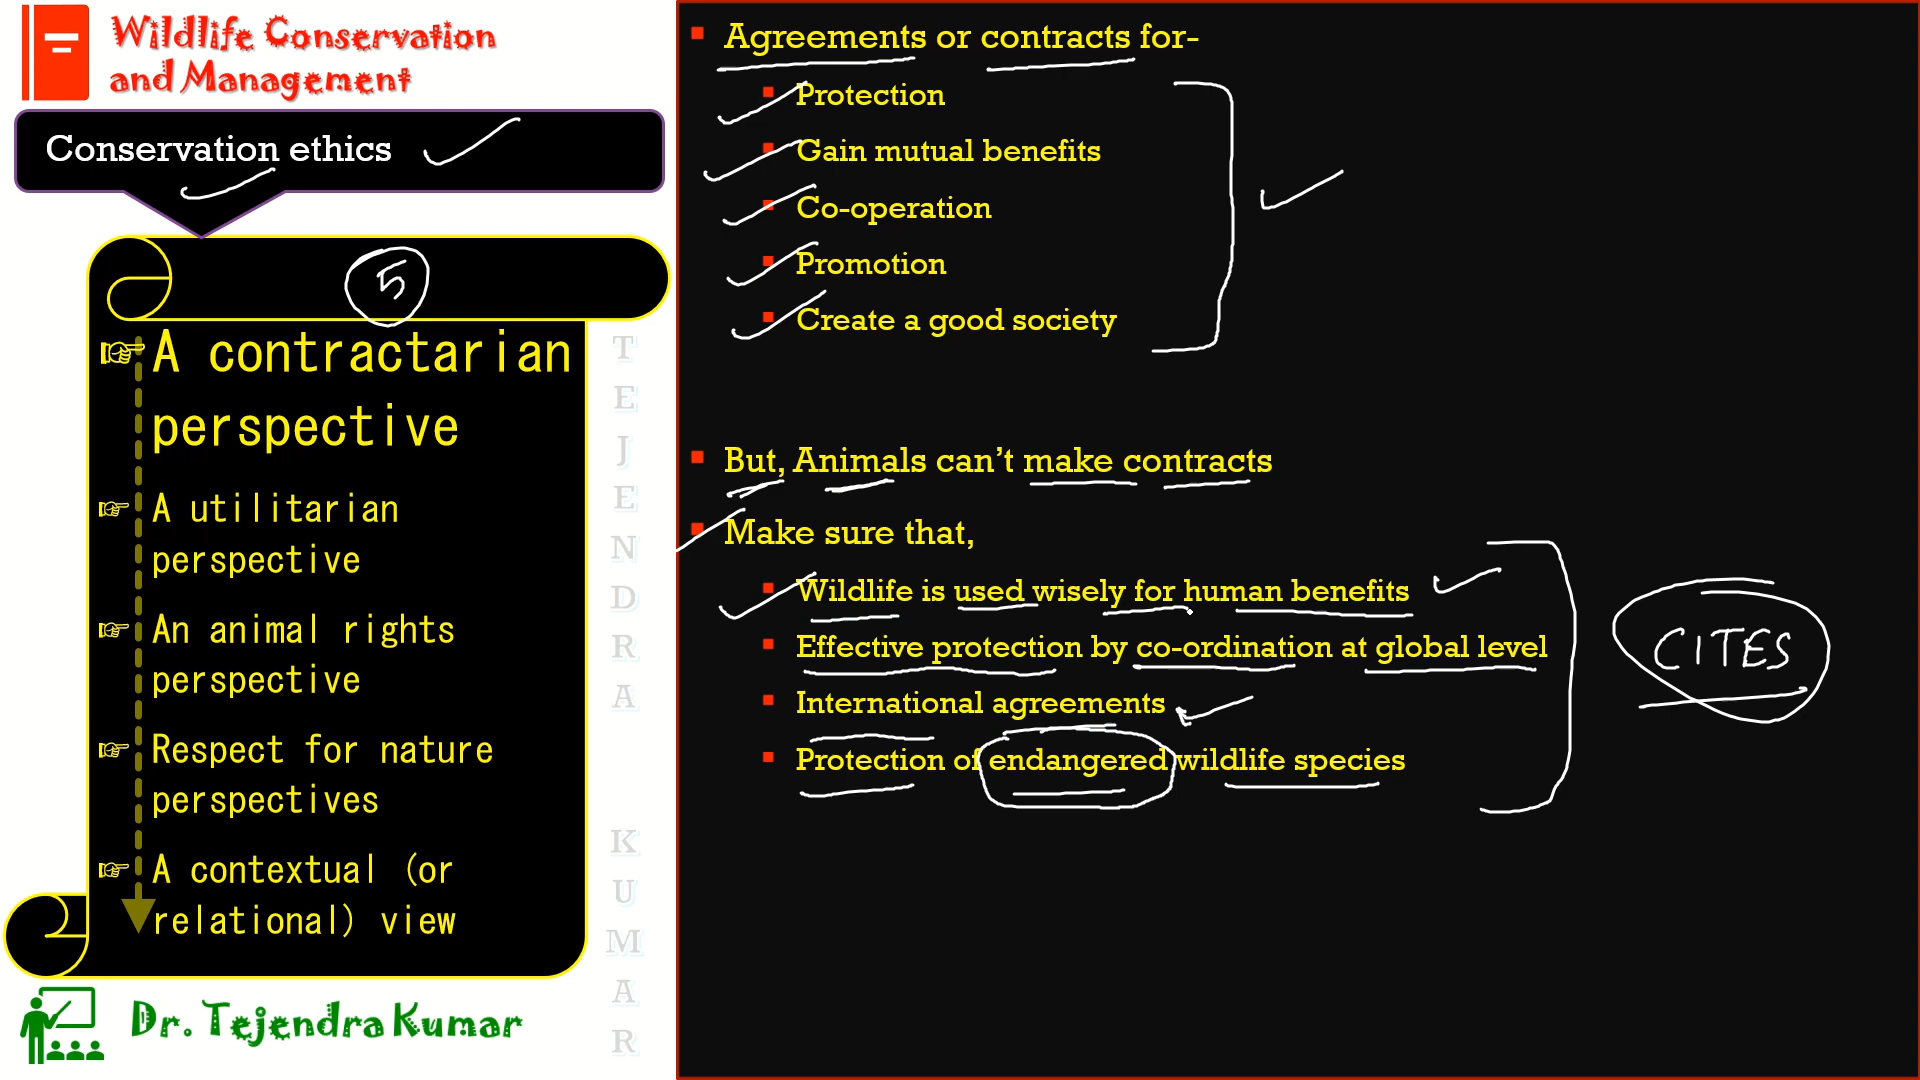 Wildlife Conservation
and Management
Conservation ethics
5
A contractarian
perspective
A utilitarian
perspective
An animal rights
perspective
Respect for nature
perspectives
A contextual (or
relational) view
Dr. Tejendra Kumar
TEJENDRA KUMAR
Agreements or contracts for-
Protection
Gain mutual benefits
Co-operation
Promotion
Create a good society
But, Animals can’t make contracts
Make sure that,
Wildlife is used wisely for human benefits
Effective protection by co-ordination at global level
International agreements
Protection of endangered wildlife species
CITES